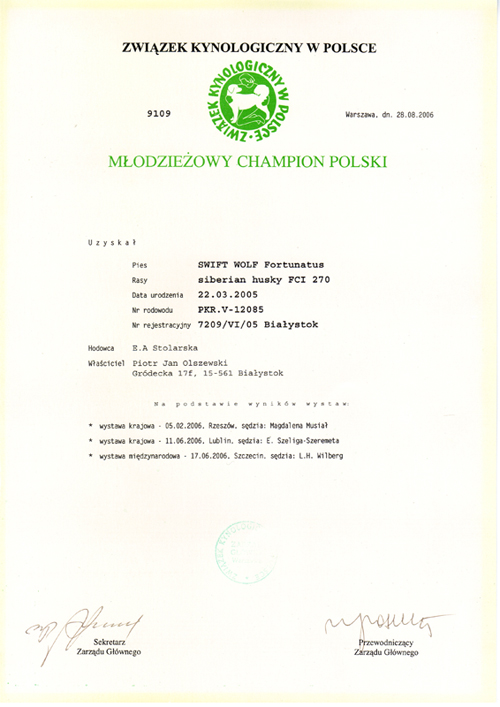 ZWIĄZEK KYNOLOGICZNY W POLSCE
ZWIĄZEK KYNOLOGICZNY W POLSCE
9109
Warszawa, dn. 28.08.2006
MŁODZIEŻOWY CHAMPION POLSKI
Uzyskał
Pies SWIFT WOLF Fortunatus
Rasy siberian husky FCI 270
Data urodzenia 22.03.2005
Nr rodowodu PKR.V-12085
Nr rejestracyjny 7209/VI/05 Białystok
Hodowca E.A Stolarska
Właściciel Piotr Jan Olszewski
Gródecka 17f, 15-561 Białystok
Na podstawie wyników wystaw:
* wystawa krajowa - 05.02.2006, Rzeszów, sędzia: Magdalena Musiał
* wystawa krajowa - 11.06.2006, Lublin, sędzia: E. Szeliga-Szeremeta
* wystawa międzynarodowa - 17.06.2006, Szczecin, sędzia: L.H. Wilberg
Sekretarz
Zarządu Głównego
Przewodniczący
Zarządu Głównego